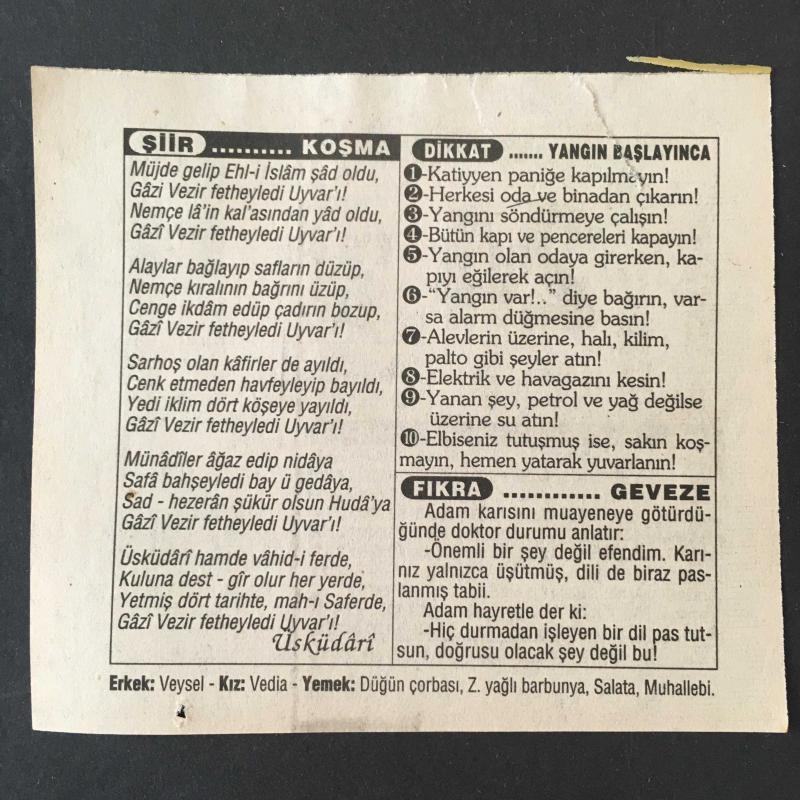 ŞİİR .......... KOŞMA
Müjde gelip Ehl-i İslâm şâd oldu,
Gâzi Vezir fetheyledi Uyvar'ı!
Nemçe lâ'in kal'asından yâd oldu,
Gâzî Vezir fetheyledi Uyvar'ı!
Alaylar bağlayıp safların düzüp,
Nemçe kıralının bağrını üzüp,
Cenge ikdâm edüp çadırın bozup,
Gâzî Vezir fetheyledi Uyvar'ı!
Sarhoş olan kâfirler de ayıldı,
Cenk etmeden havfeyleyip bayıldı,
Yedi iklim dört köşeye yayıldı,
Gâzî Vezir fetheyledi Uyvar'ı!
Münâdîler âğaz edip nidâya
Safâ bahşeyledi bay ü gedâya,
Sad - hezerân şükür olsun Hudâ'ya
Gâzî Vezir fetheyledi Uyvar'ı!
Üsküdârî hamde vâhid-i ferde,
Kuluna dest - gîr olur her yerde,
Yetmiş dört tarihte, mah-ı Saferde,
Gâzî Vezir fetheyledi Uyvar'ı!
Üsküdârî
DİKKAT ....... YANGIN BAŞLAYINCA
1-Katiyyen paniğe kapılmayın!
2-Herkesi oda ve binadan çıkarın!
3-Yangını söndürmeye çalışın!
4-Bütün kapı ve pencereleri kapayın!
5-Yangın olan odaya girerken, ka-
pıyı eğilerek açın!
6-“Yangın var!..” diye bağırın, var-
sa alarm düğmesine basın!
7-Alevlerin üzerine, halı, kilim,
palto gibi şeyler atın!
8-Elektrik ve havagazını kesin!
9-Yanan şey, petrol ve yağ değilse
üzerine su atın!
10-Elbiseniz tutuşmuş ise, sakın koş-
mayın, hemen yatarak yuvarlanın!
FIKRA ............ GEVEZE
Adam karısını muayeneye götürdü-
ğünde doktor durumu anlatır:
-Önemli bir şey değil efendim. Karı-
nız yalnızca üşütmüş, dili de biraz pas-
lanmış tabii.
Adam hayretle der ki:
-Hiç durmadan işleyen bir dil pas tut-
sun, doğrusu olacak şey değil bu!
Erkek: Veysel - Kız: Vedia - Yemek: Düğün çorbası, Z. yağlı barbunya, Salata, Muhallebi.